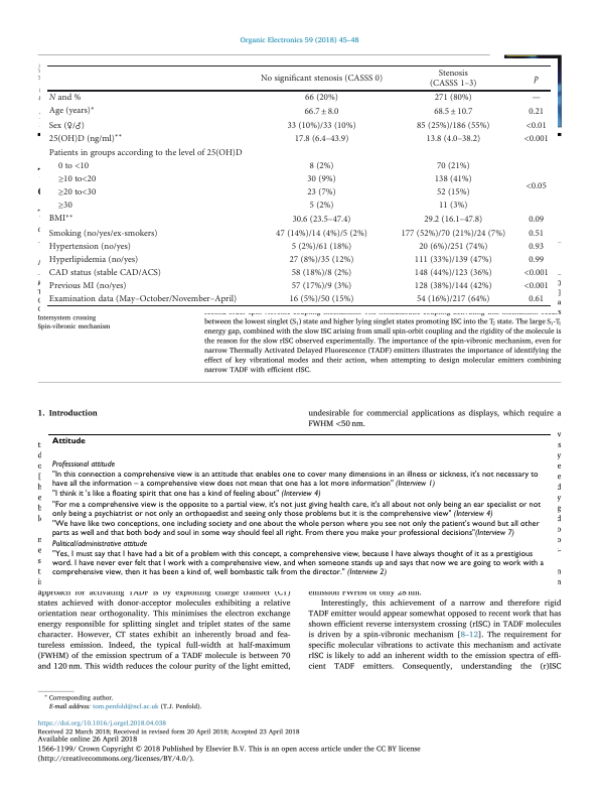 Organic Electronics 59 (2018) 45–48
No significant stenosis (CASSS 0) Stenosis (CASSS 1–3) p
N and % 66 (20%) 271 (80%) —
Age (years)* 66.7 ± 8.0 68.5 ± 10.7 0.21
Sex (♀/♂) 33 (10%)/33 (10%) 85 (25%)/186 (55%) <0.01
25(OH)D (ng/ml)** 17.8 (6.4–43.9) 13.8 (4.0–38.2) <0.001
Patients in groups according to the level of 25(OH)D
0 to <10 8 (2%) 70 (21%)
≥10 to<20 30 (9%) 138 (41%)
<0.05
≥20 to<30 23 (7%) 52 (15%)
≥30 5 (2%) 11 (3%)
BMI** 30.6 (23.5–47.4) 29.2 (16.1–47.8) 0.09
Smoking (no/yes/ex-smokers) 47 (14%)/14 (4%)/5 (2%) 177 (52%)/70 (21%)/24 (7%) 0.51
Hypertension (no/yes) 5 (2%)/61 (18%) 20 (6%)/251 (74%) 0.93
Hyperlipidemia (no/yes) 27 (8%)/35 (12%) 111 (33%)/139 (47%) 0.99
CAD status (stable CAD/ACS) 58 (18%)/8 (2%) 148 (44%)/123 (36%) <0.001
Previous MI (no/yes) 57 (17%)/9 (3%) 128 (38%)/144 (42%) <0.001
Examination data (May–October/November–April) 16 (5%)/50 (15%) 54 (16%)/217 (64%) 0.61
Intersystem crossing
Spin-vibronic mechanism
between the lowest singlet (S₁) state and higher lying singlet states promoting ISC into the T₂ state. The large S₁-T₁
energy gap, combined with the slow ISC arising from small spin-orbit coupling and the rigidity of the molecule is
the reason for the slow rISC observed experimentally. The importance of the spin-vibronic mechanism, even for
narrow Thermally Activated Delayed Fluorescence (TADF) emitters illustrates the importance of identifying the
effect of key vibrational modes and their action, when attempting to design molecular emitters combining
narrow TADF with efficient rISC.
1. Introduction
undesirable for commercial applications as displays, which require a
FWHM <50 nm.
Attitude
Professional attitude
"In this connection a comprehensive view is an attitude that enables one to cover many dimensions in an illness or sickness, it's not necessary to
have all the information – a comprehensive view does not mean that one has a lot more information" (Interview 1)
"I think it 's like a floating spirit that one has a kind of feeling about" (Interview 4)
"For me a comprehensive view is the opposite to a partial view, it's not just giving health care, it's all about not only being an ear specialist or not
only being a psychiatrist or not only an orthopaedist and seeing only those problems but it is the comprehensive view" (Interview 4)
"We have like two conceptions, one including society and one about the whole person where you see not only the patient's wound but all other
parts as well and that both body and soul in some way should feel all right. From there you make your professional decisions"(Interview 7)
Political/administrative attitude
"Yes, I must say that I have had a bit of a problem with this concept, a comprehensive view, because I have always thought of it as a prestigious
word. I have never ever felt that I work with a comprehensive view, and when someone stands up and says that now we are going to work with a
comprehensive view, then it has been a kind of, well bombastic talk from the director." (Interview 2)
approach for activating TADF is by exploiting charge transfer (CT)
states achieved with donor-acceptor molecules exhibiting a relative
orientation near orthogonality. This minimises the electron exchange
energy responsible for splitting singlet and triplet states of the same
character. However, CT states exhibit an inherently broad and fea-
tureless emission. Indeed, the typical full-width at half-maximum
(FWHM) of the emission spectrum of a TADF molecule is between 70
and 120 nm. This width reduces the colour purity of the light emitted,
emission FWHM of only 28 nm.
Interestingly, this achievement of a narrow and therefore rigid
TADF emitter would appear somewhat opposed to recent work that has
shown efficient reverse intersystem crossing (rISC) in TADF molecules
is driven by a spin-vibronic mechanism [8–12]. The requirement for
specific molecular vibrations to activate this mechanism and activate
rISC is likely to add an inherent width to the emission spectra of effi-
cient TADF emitters. Consequently, understanding the (r)ISC
* Corresponding author.
E-mail address: tom.penfold@ncl.ac.uk (T.J. Penfold).
https://doi.org/10.1016/j.orgel.2018.04.038
Received 22 March 2018; Received in revised form 20 April 2018; Accepted 23 April 2018
Available online 26 April 2018
1566-1199/ Crown Copyright © 2018 Published by Elsevier B.V. This is an open access article under the CC BY license
(http://creativecommons.org/licenses/BY/4.0/).